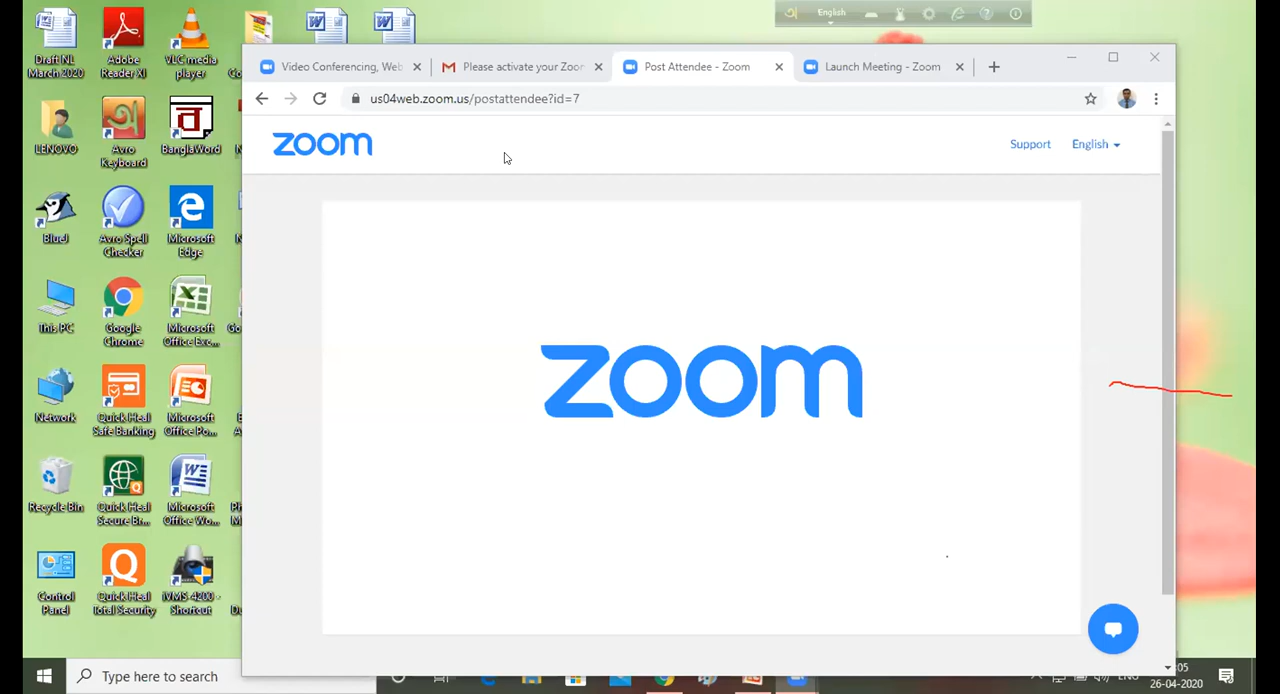 English
Draft NL
March 2020
Adobe
Reader XI
VLC media
player
Video Conferencing, Web
Please activate your Zoom
Post Attendee - Zoom
Launch Meeting - Zoom
us04web.zoom.us/postattendee?id=7
zoom
Support
English
LENOVO
Avro
Keyboard
BanglaWord
BlueJ
Avro Spell
Checker
Microsoft
Edge
zoom
This PC
Google
Chrome
Microsoft
Office Exc...
Network
Quick Heal
Safe Banking
Microsoft
Office Po...
Recycle Bin
Quick Heal
Secure Br...
Microsoft
Office Wo...
Control
Panel
Quick Heal
Total Security
iVMS-4200 -
Shortcut
Type here to search
ENG
:05
26-04-2020